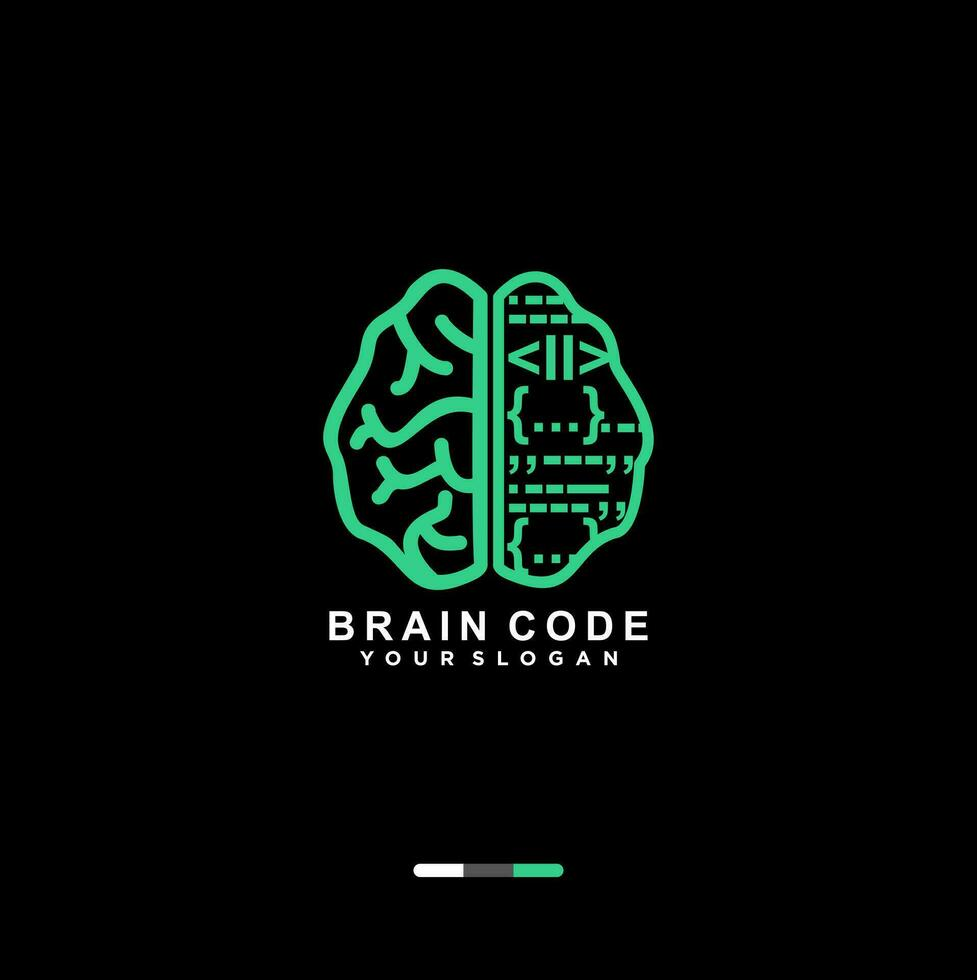 <||>
{...}
,,----,,
,,
{...
BRAIN CODE
YOUR SLOGAN